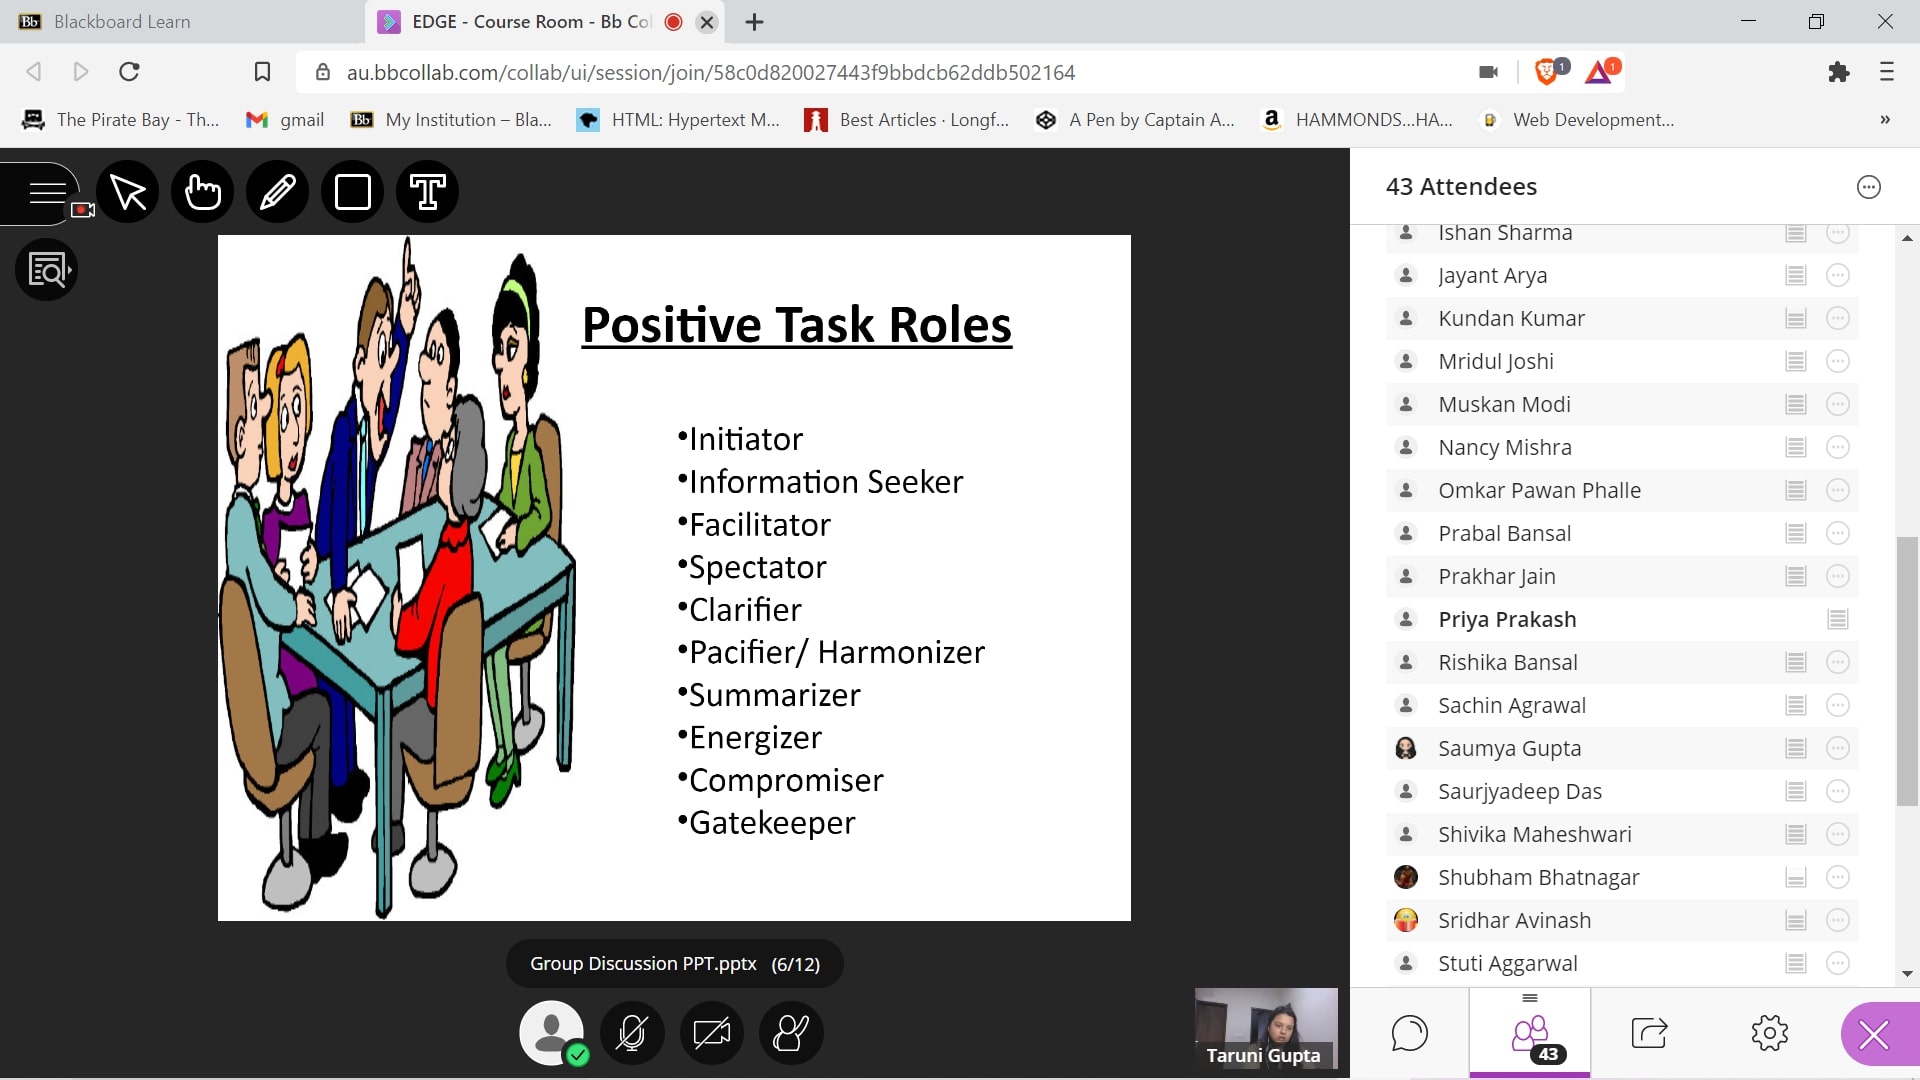 Bb Blackboard Learn
EDGE - Course Room - Bb Col
au.bbcollab.com/collab/ui/session/join/58c0d820027443f9bbdcb62ddb502164
1
1
The Pirate Bay - Th...
gmail
Bb My Institution – Bla...
HTML: Hypertext M...
Best Articles · Longf...
A Pen by Captain A...
a HAMMONDS...HA...
Web Development...
»
T
Positive Task Roles
•Initiator
•Information Seeker
•Facilitator
•Spectator
•Clarifier
•Pacifier/ Harmonizer
•Summarizer
•Energizer
•Compromiser
•Gatekeeper
Group Discussion PPT.pptx (6/12)
Taruni Gupta
43 Attendees
Ishan Sharma
Jayant Arya
Kundan Kumar
Mridul Joshi
Muskan Modi
Nancy Mishra
Omkar Pawan Phalle
Prabal Bansal
Prakhar Jain
Priya Prakash
Rishika Bansal
Sachin Agrawal
Saumya Gupta
Saurjyadeep Das
Shivika Maheshwari
Shubham Bhatnagar
Sridhar Avinash
Stuti Aggarwal
43